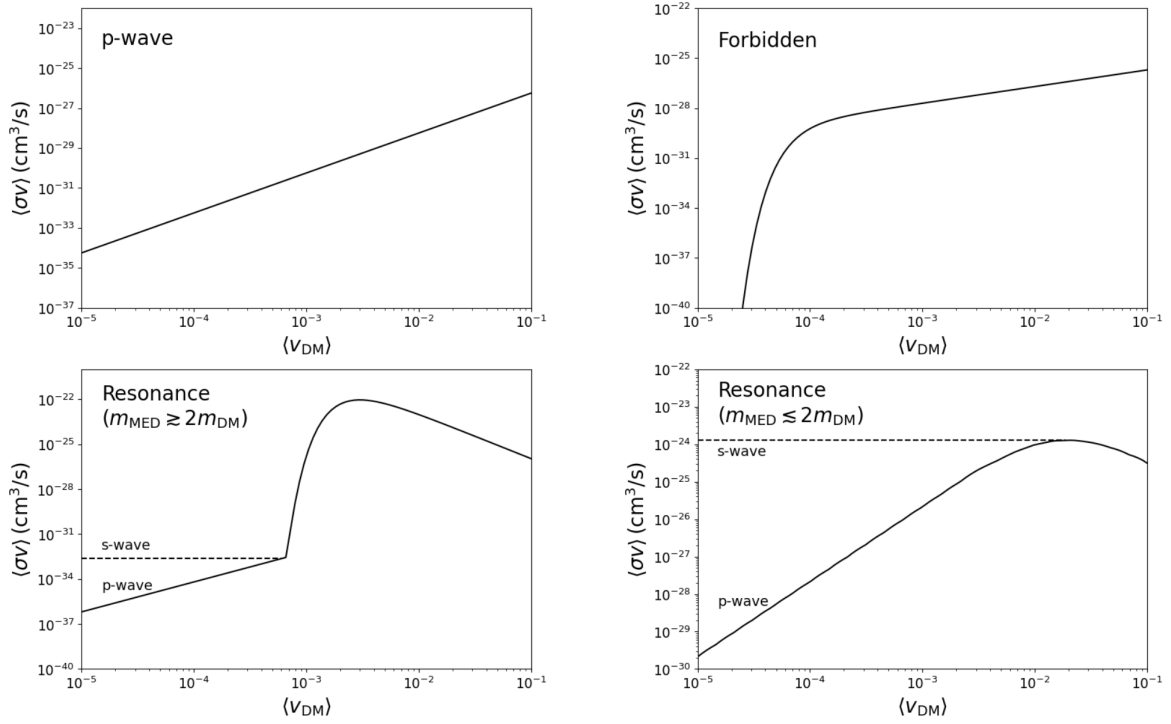 p-wave
10⁻²³
10⁻²⁵
10⁻²⁷
10⁻²⁹
10⁻³¹
10⁻³³
10⁻³⁵
10⁻³⁷
⟨σv⟩ (cm³/s)
10⁻⁵
10⁻⁴
10⁻³
10⁻²
10⁻¹
⟨v_DM⟩
Forbidden
10⁻²²
10⁻²⁵
10⁻²⁸
10⁻³¹
10⁻³⁴
10⁻³⁷
10⁻⁴⁰
⟨σv⟩ (cm³/s)
10⁻⁵
10⁻⁴
10⁻³
10⁻²
10⁻¹
⟨v_DM⟩
Resonance
(m_MED ≳ 2m_DM)
10⁻²²
10⁻²⁵
10⁻²⁸
10⁻³¹
10⁻³⁴
10⁻³⁷
10⁻⁴⁰
⟨σv⟩ (cm³/s)
s-wave
p-wave
10⁻⁵
10⁻⁴
10⁻³
10⁻²
10⁻¹
⟨v_DM⟩
Resonance
(m_MED ≲ 2m_DM)
10⁻²²
10⁻²³
10⁻²⁴
10⁻²⁵
10⁻²⁶
10⁻²⁷
10⁻²⁸
10⁻²⁹
10⁻³⁰
⟨σv⟩ (cm³/s)
s-wave
p-wave
10⁻⁵
10⁻⁴
10⁻³
10⁻²
10⁻¹
⟨v_DM⟩